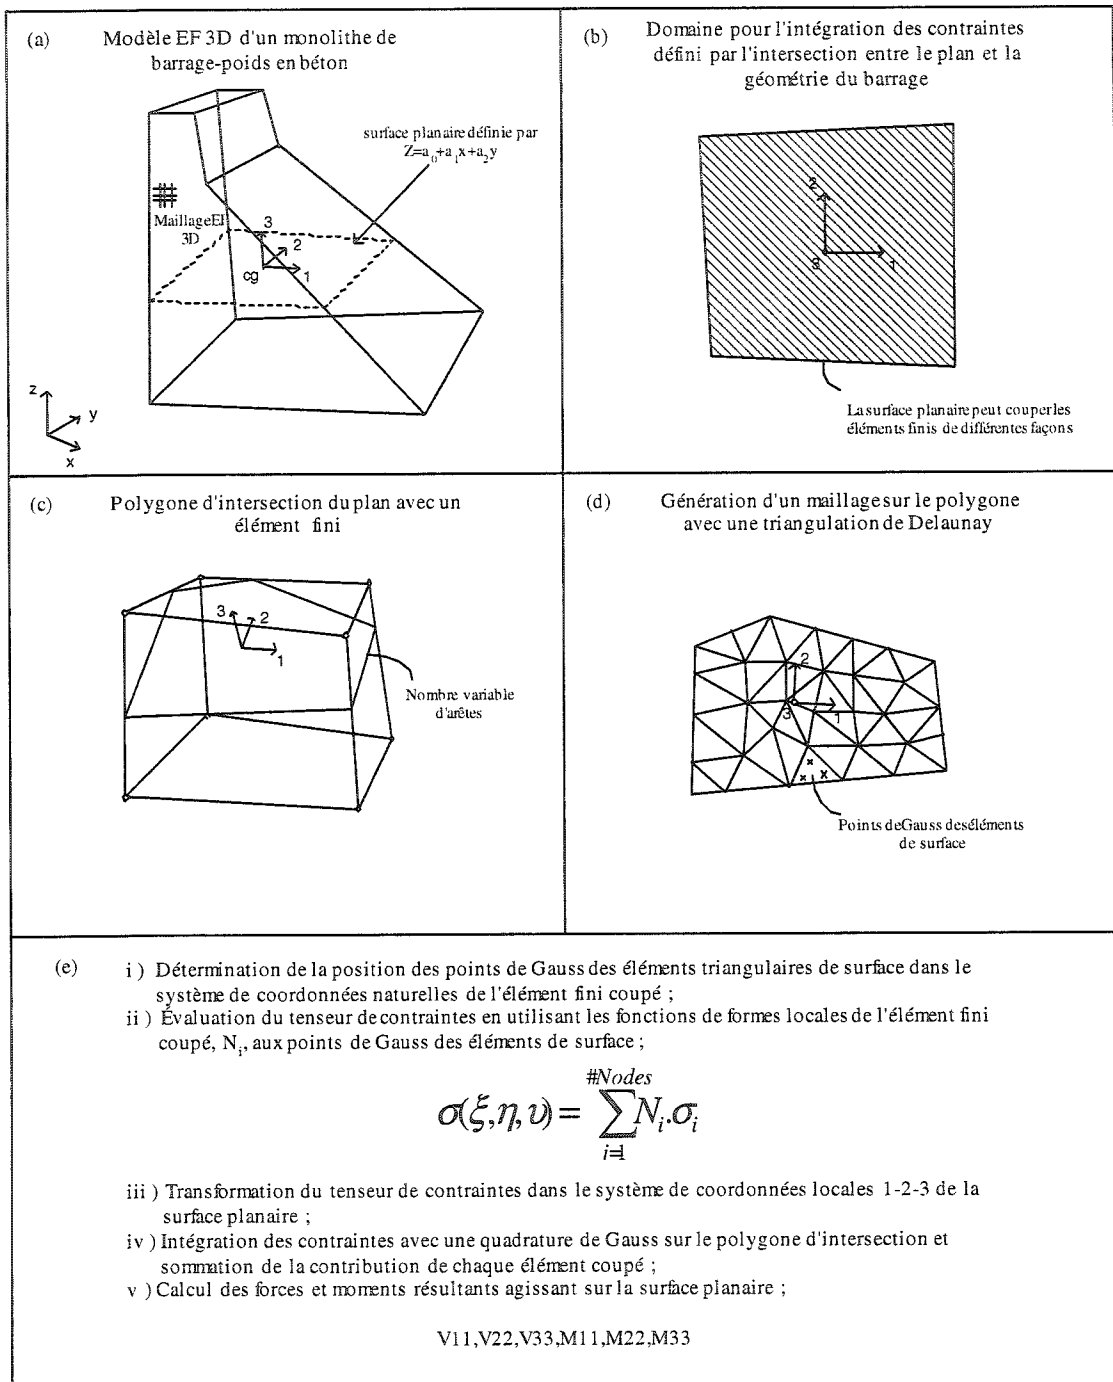 (a) Modèle EF 3D d'un monolithe de
barrage-poids en béton
surface planaire définie par
Z=a₀+a₁x+a₂y
Maillage EF
3D
3
2
cg
1
z
y
x
(b) Domaine pour l'intégration des contraintes
défini par l'intersection entre le plan et la
géométrie du barrage
2
3
1
La surface planaire peut couper les
éléments finis de différentes façons
(c) Polygone d'intersection du plan avec un
élément fini
3
2
1
Nombre variable
d'arêtes
(d) Génération d'un maillage sur le polygone
avec une triangulation de Delaunay
2
3
1
Points de Gauss des éléments
de surface
(e) i ) Détermination de la position des points de Gauss des éléments triangulaires de surface dans le
système de coordonnées naturelles de l'élément fini coupé ;
ii ) Évaluation du tenseur de contraintes en utilisant les fonctions de formes locales de l'élément fini
coupé, Nᵢ, aux points de Gauss des éléments de surface ;
#Nodes
σ(ξ,η,υ) = ∑Nᵢ.σᵢ
i=1
iii ) Transformation du tenseur de contraintes dans le système de coordonnées locales 1-2-3 de la
surface planaire ;
iv ) Intégration des contraintes avec une quadrature de Gauss sur le polygone d'intersection et
sommation de la contribution de chaque élément coupé ;
v ) Calcul des forces et moments résultants agissant sur la surface planaire ;
V11,V22,V33,M11,M22,M33